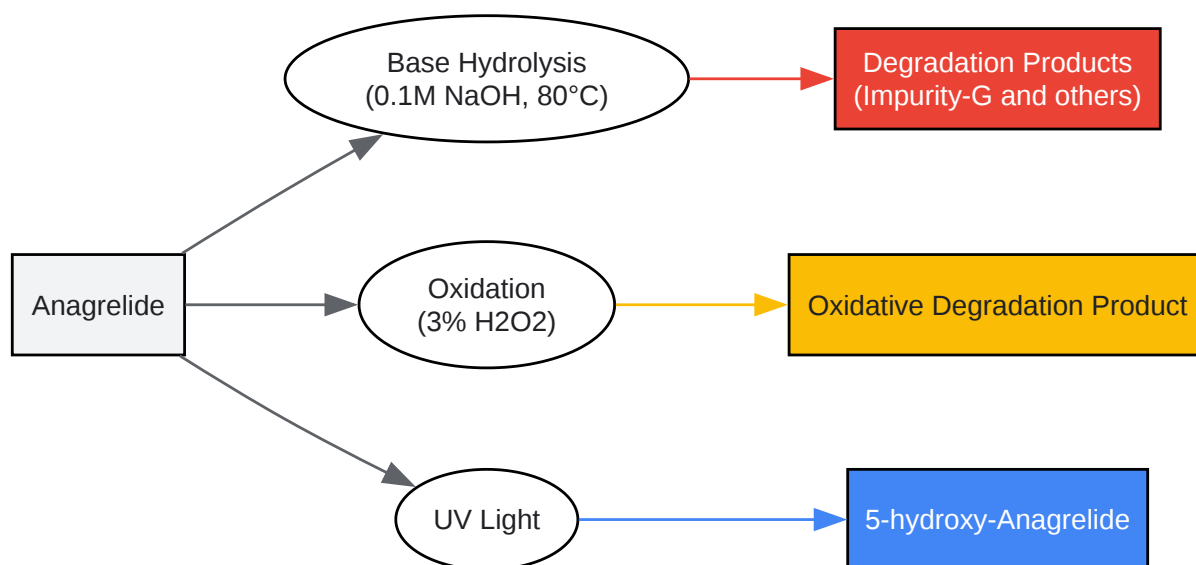 Base Hydrolysis
(0.1M NaOH, 80°C)
Degradation Products
(Impurity-G and others)
Anagrelide
Oxidation
(3% H2O2)
Oxidative Degradation Product
UV Light
5-hydroxy-Anagrelide